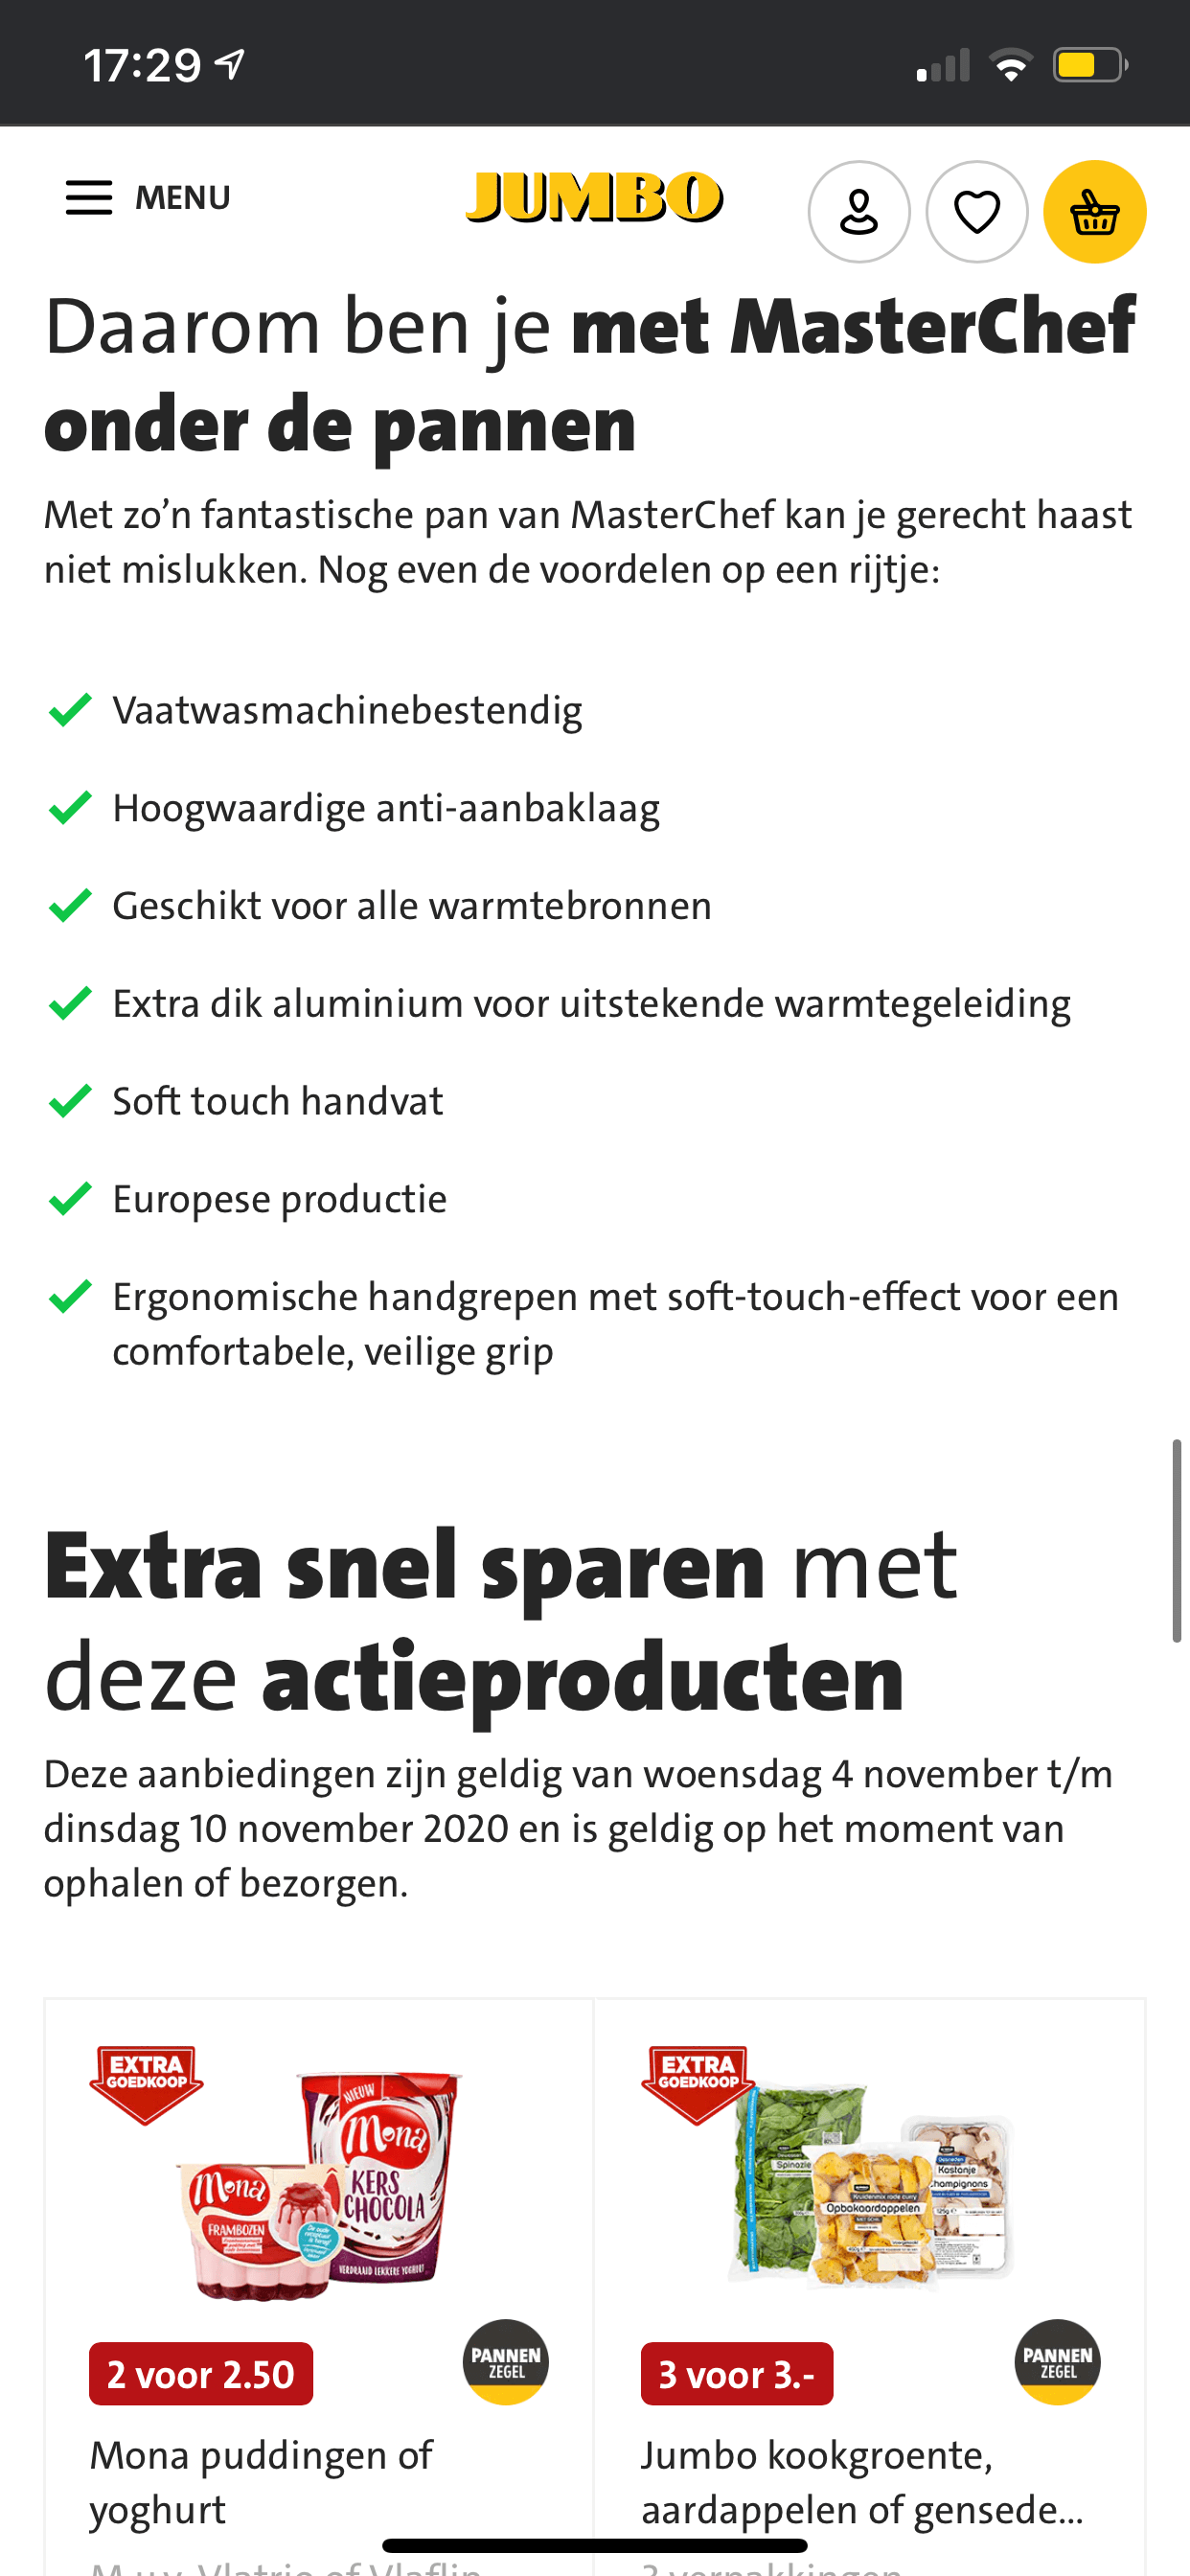 17:29
MENU
JUMBO
Daarom ben je met MasterChef
onder de pannen
Met zo’n fantastische pan van MasterChef kan je gerecht haast
niet mislukken. Nog even de voordelen op een rijtje:
Vaatwasmachinebestendig
Hoogwaardige anti-aanbaklaag
Geschikt voor alle warmtebronnen
Extra dik aluminium voor uitstekende warmtegeleiding
Soft touch handvat
Europese productie
Ergonomische handgrepen met soft-touch-effect voor een
comfortabele, veilige grip
Extra snel sparen met
deze actieproducten
Deze aanbiedingen zijn geldig van woensdag 4 november t/m
dinsdag 10 november 2020 en is geldig op het moment van
ophalen of bezorgen.
EXTRA
GOEDKOOP
NIEUW
Mona
KERS
CHOCOLA
VERDRAAID LEKKERE YOGHURT
Mona
FRAMBOZEN
2 voor 2.50
PANNEN
ZEGEL
Mona puddingen of
yoghurt
EXTRA
GOEDKOOP
Spinazie
Opbakaardappelen
Kastanje
champignons
3 voor 3.-
PANNEN
ZEGEL
Jumbo kookgroente,
aardappelen of gensede...